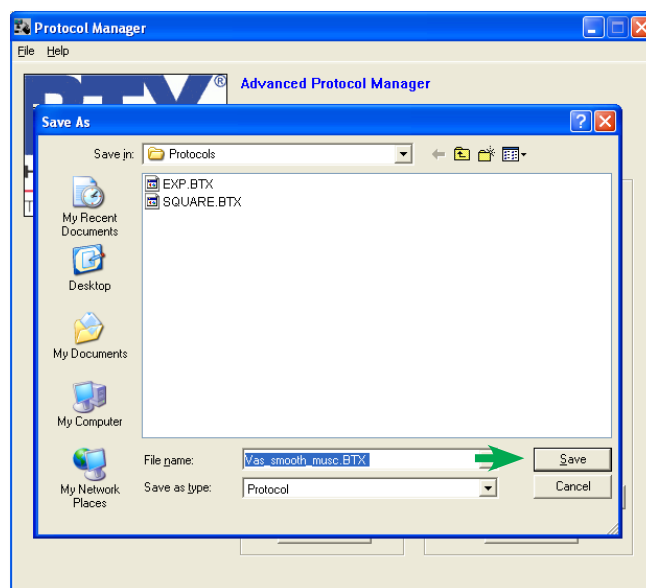 Protocol Manager
File Help
®
Advanced Protocol Manager
Save As
Save in: Protocols
EXP.BTX
SQUARE.BTX
My Recent
Documents
Desktop
My Documents
My Computer
My Network
Places
File name: Vas_smooth_musc.BTX Save
Save as type: Protocol Cancel